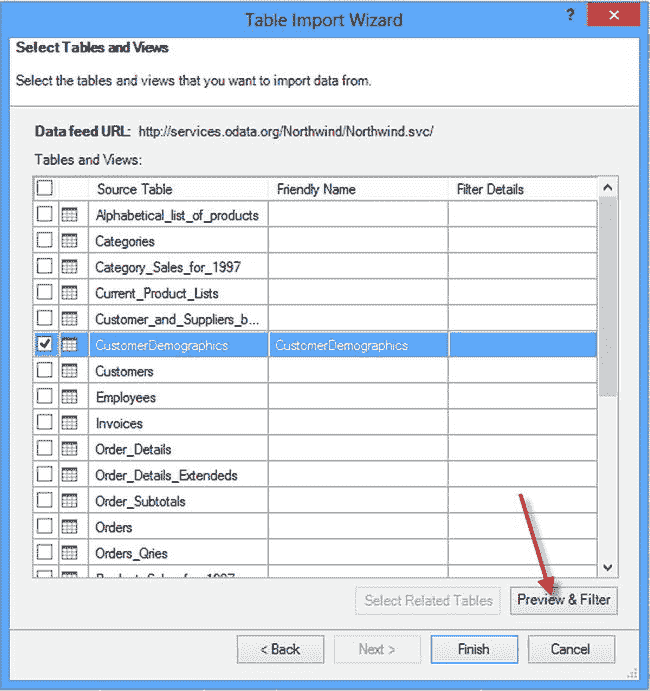 Table Import Wizard
?
Select Tables and Views
Select the tables and views that you want to import data from.
Data feed URL: http://services.odata.org/Northwind/Northwind.svc/
Tables and Views:
Source Table Friendly Name Filter Details
Alphabetical_list_of_products
Categories
Category_Sales_for_1997
Current_Product_Lists
Customer_and_Suppliers_b...
CustomerDemographics CustomerDemographics
Customers
Employees
Invoices
Order_Details
Order_Details_Extendeds
Order_Subtotals
Orders
Orders_Qries
Select Related Tables Preview & Filter
< Back Next > Finish Cancel